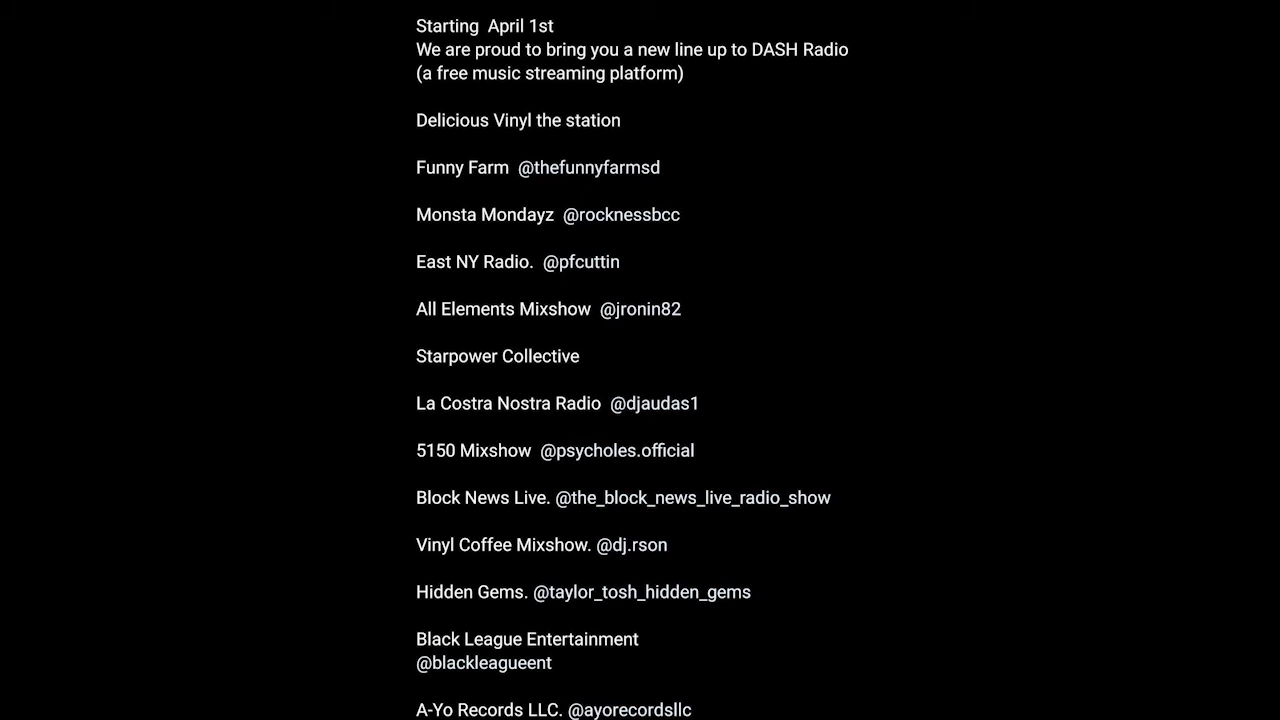 Starting  April 1st
We are proud to bring you a new line up to DASH Radio
(a free music streaming platform)
Delicious Vinyl the station
Funny Farm  @thefunnyfarmsd
Monsta Mondayz  @rocknessbcc
East NY Radio.  @pfcuttin
All Elements Mixshow  @jronin82
Starpower Collective
La Costra Nostra Radio  @djaudas1
5150 Mixshow  @psycholes.official
Block News Live. @the_block_news_live_radio_show
Vinyl Coffee Mixshow. @dj.rson
Hidden Gems. @taylor_tosh_hidden_gems
Black League Entertainment
@blackleagueent
A-Yo Records LLC. @ayorecordsllc